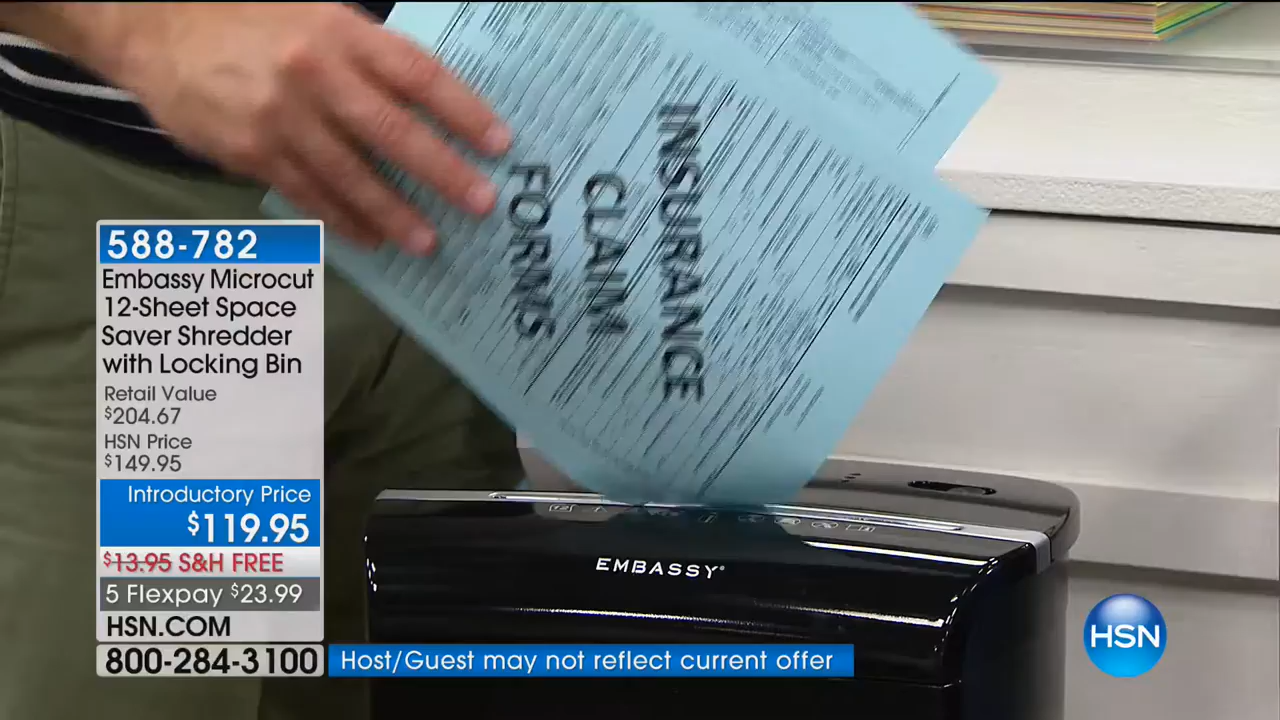 INSURANCE
CLAIM
FORMS
588-782
Embassy Microcut
12-Sheet Space
Saver Shredder
with Locking Bin
Retail Value
$204.67
HSN Price
$149.95
Introductory Price
$119.95
$13.95 S&H FREE
5 Flexpay $23.99
HSN.COM
800-284-3100
Host/Guest may not reflect current offer
EMBASSY®
HSN